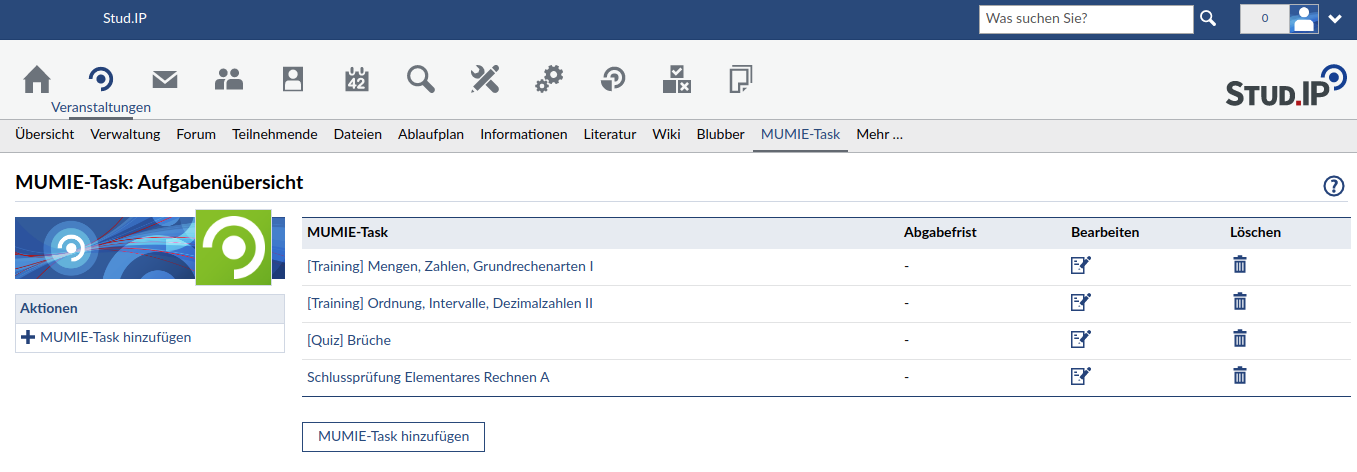 Stud.IP
Was suchen Sie?
0
42
Veranstaltungen
STUD.IP
Übersicht Verwaltung Forum Teilnehmende Dateien Ablaufplan Informationen Literatur Wiki Blubber MUMIE-Task Mehr ...
MUMIE-Task: Aufgabenübersicht
?
MUMIE-Task Abgabefrist Bearbeiten Löschen
[Training] Mengen, Zahlen, Grundrechenarten I -
[Training] Ordnung, Intervalle, Dezimalzahlen II -
[Quiz] Brüche -
Schlussprüfung Elementares Rechnen A -
Aktionen
MUMIE-Task hinzufügen
MUMIE-Task hinzufügen